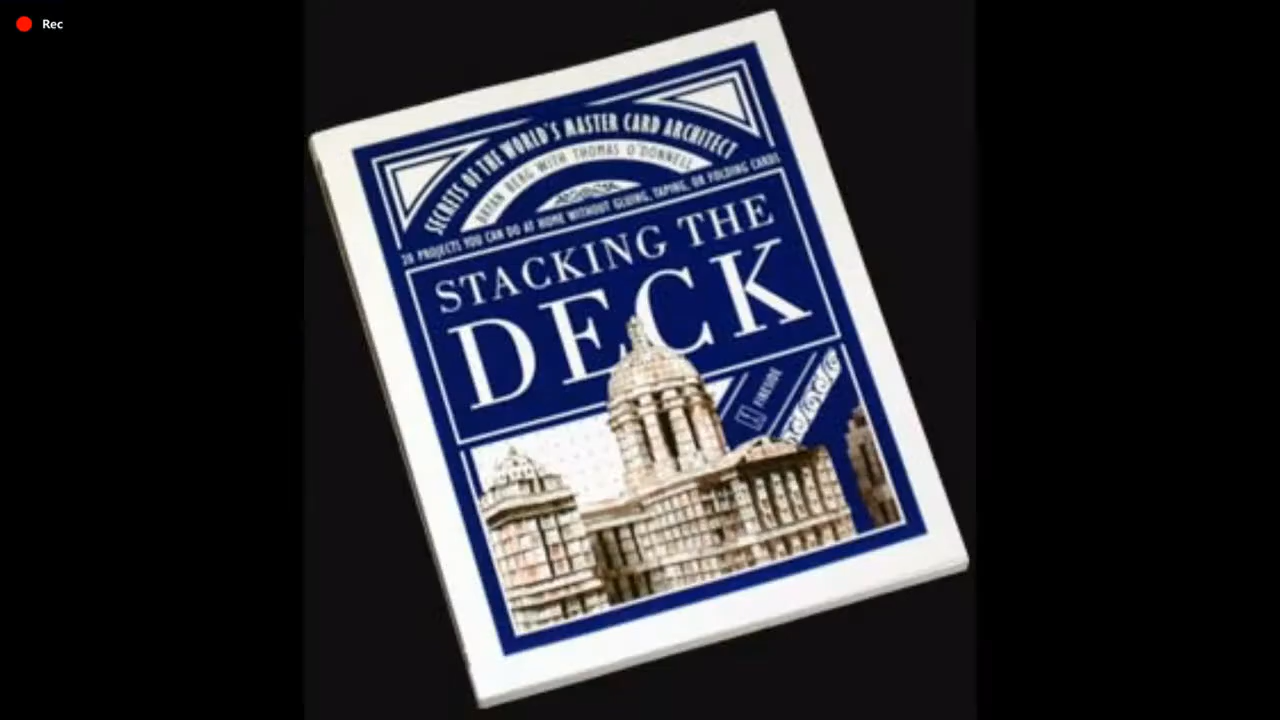 Rec
SECRETS OF THE WORLD'S MASTER CARD ARCHITECT
BRYAN BERG WITH THOMAS O'DONNELL
20 PROJECTS YOU CAN DO AT HOME WITHOUT GLUING, TAPING, OR FOLDING CARDS
STACKING THE
DECK
FIRESIDE